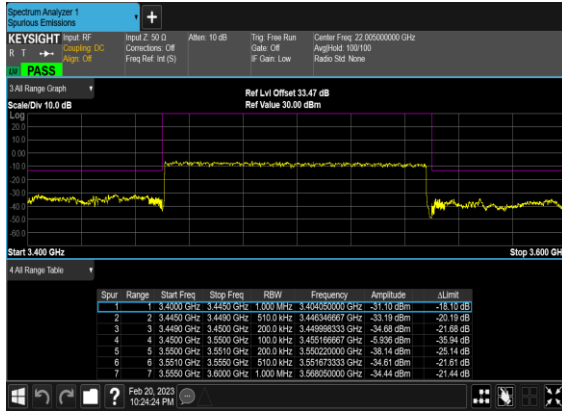 Spectrum Analyzer 1
Spurious Emissions
+
KEYSIGHT
R T
LU PASS
Input: RF
Coupling: DC
Align: Off
Input Z: 50 Ω
Corrections: Off
Freq Ref: Int (S)
Atten: 10 dB
Trig: Free Run
Gate: Off
IF Gain: Low
Center Freq: 22.005000000 GHz
Avg|Hold: 100/100
Radio Std: None
3 All Range Graph
Scale/Div 10.0 dB
Ref Lvl Offset 33.47 dB
Ref Value 30.00 dBm
Log
20.0
10.0
0.00
-10.0
-20.0
-30.0
-40.0
-50.0
-60.0
Start 3.400 GHz
Stop 3.600 GH
4 All Range Table
Spur Range Start Freq Stop Freq RBW Frequency Amplitude ΔLimit
1 1 3.4000 GHz 3.4450 GHz 1.000 MHz 3.404050000 GHz -31.10 dBm -18.10 dB
2 2 3.4450 GHz 3.4490 GHz 510.0 kHz 3.446346667 GHz -33.19 dBm -20.19 dB
3 3 3.4490 GHz 3.4500 GHz 200.0 kHz 3.449998333 GHz -34.68 dBm -21.68 dB
4 4 3.4500 GHz 3.5500 GHz 100.0 kHz 3.455166667 GHz -5.936 dBm -35.94 dB
5 5 3.5500 GHz 3.5510 GHz 200.0 kHz 3.550220000 GHz -38.14 dBm -25.14 dB
6 6 3.5510 GHz 3.5550 GHz 510.0 kHz 3.551673333 GHz -34.61 dBm -21.61 dB
7 7 3.5550 GHz 3.6000 GHz 1.000 MHz 3.568050000 GHz -34.44 dBm -21.44 dB
?
Feb 20, 2023
10:24:24 PM